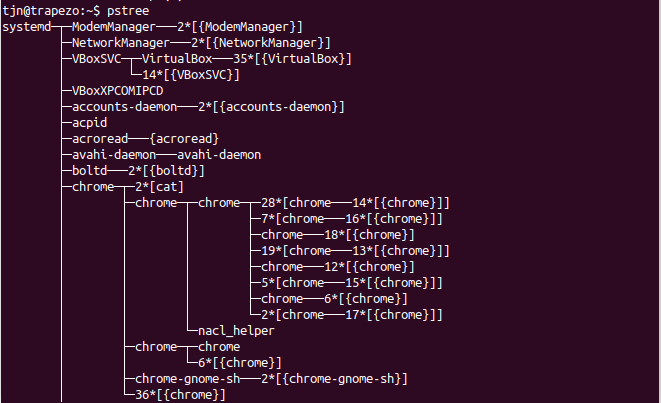 tjn@trapezo:~$ pstree
systemd─┬─ModemManager───2*[{ModemManager}]
        ├─NetworkManager───2*[{NetworkManager}]
        ├─VBoxSVC─┬─VirtualBox───35*[{VirtualBox}]
        │         └─14*[{VBoxSVC}]
        ├─VBoxXPCOMIPCD
        ├─accounts-daemon───2*[{accounts-daemon}]
        ├─acpid
        ├─acroread───{acroread}
        ├─avahi-daemon───avahi-daemon
        ├─boltd───2*[{boltd}]
        ├─chrome─┬─2*[cat]
        │        ├─chrome─┬─chrome─┬─28*[chrome───14*[{chrome}]]
        │        │        │        ├─7*[chrome───16*[{chrome}]]
        │        │        │        ├─chrome───18*[{chrome}]
        │        │        │        ├─19*[chrome───13*[{chrome}]]
        │        │        │        ├─chrome───12*[{chrome}]
        │        │        │        ├─5*[chrome───15*[{chrome}]]
        │        │        │        ├─chrome───6*[{chrome}]
        │        │        │        └─2*[chrome───17*[{chrome}]]
        │        │        └─nacl_helper
        │        ├─chrome─┬─chrome
        │        │        └─6*[{chrome}]
        │        ├─chrome-gnome-sh───2*[{chrome-gnome-sh}]
        │        └─36*[{chrome}]